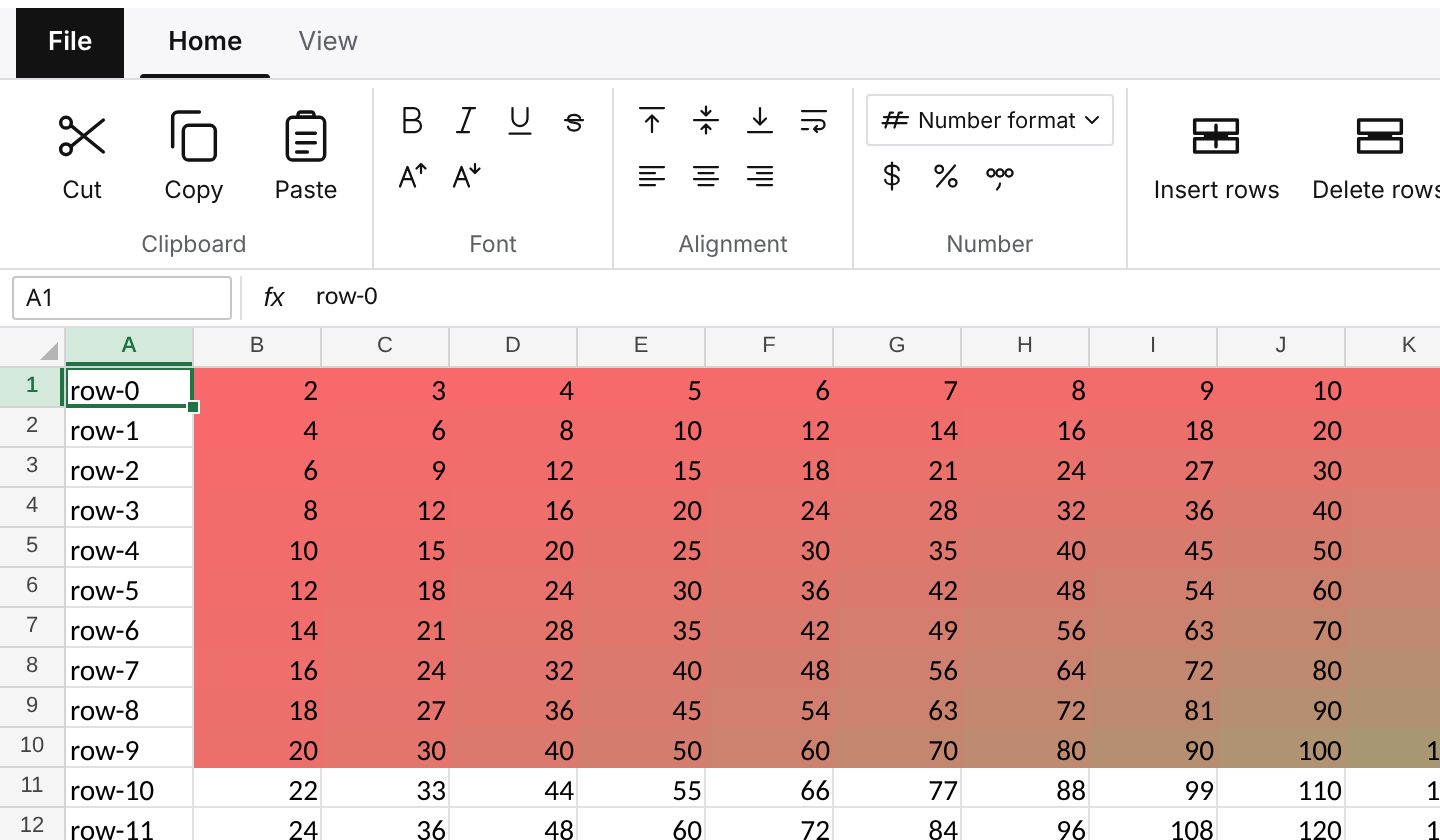 File Home View
Cut Copy Paste
Clipboard
B I U S
A A
Font
Alignment
Number format
$ %
Number
Insert rows Delete rows
A1 fx row-0
A B C D E F G H I J K
1 row-0 2 3 4 5 6 7 8 9 10
2 row-1 4 6 8 10 12 14 16 18 20
3 row-2 6 9 12 15 18 21 24 27 30
4 row-3 8 12 16 20 24 28 32 36 40
5 row-4 10 15 20 25 30 35 40 45 50
6 row-5 12 18 24 30 36 42 48 54 60
7 row-6 14 21 28 35 42 49 56 63 70
8 row-7 16 24 32 40 48 56 64 72 80
9 row-8 18 27 36 45 54 63 72 81 90
10 row-9 20 30 40 50 60 70 80 90 100
11 row-10 22 33 44 55 66 77 88 99 110
12 row-11 24 36 48 60 72 84 96 108 120